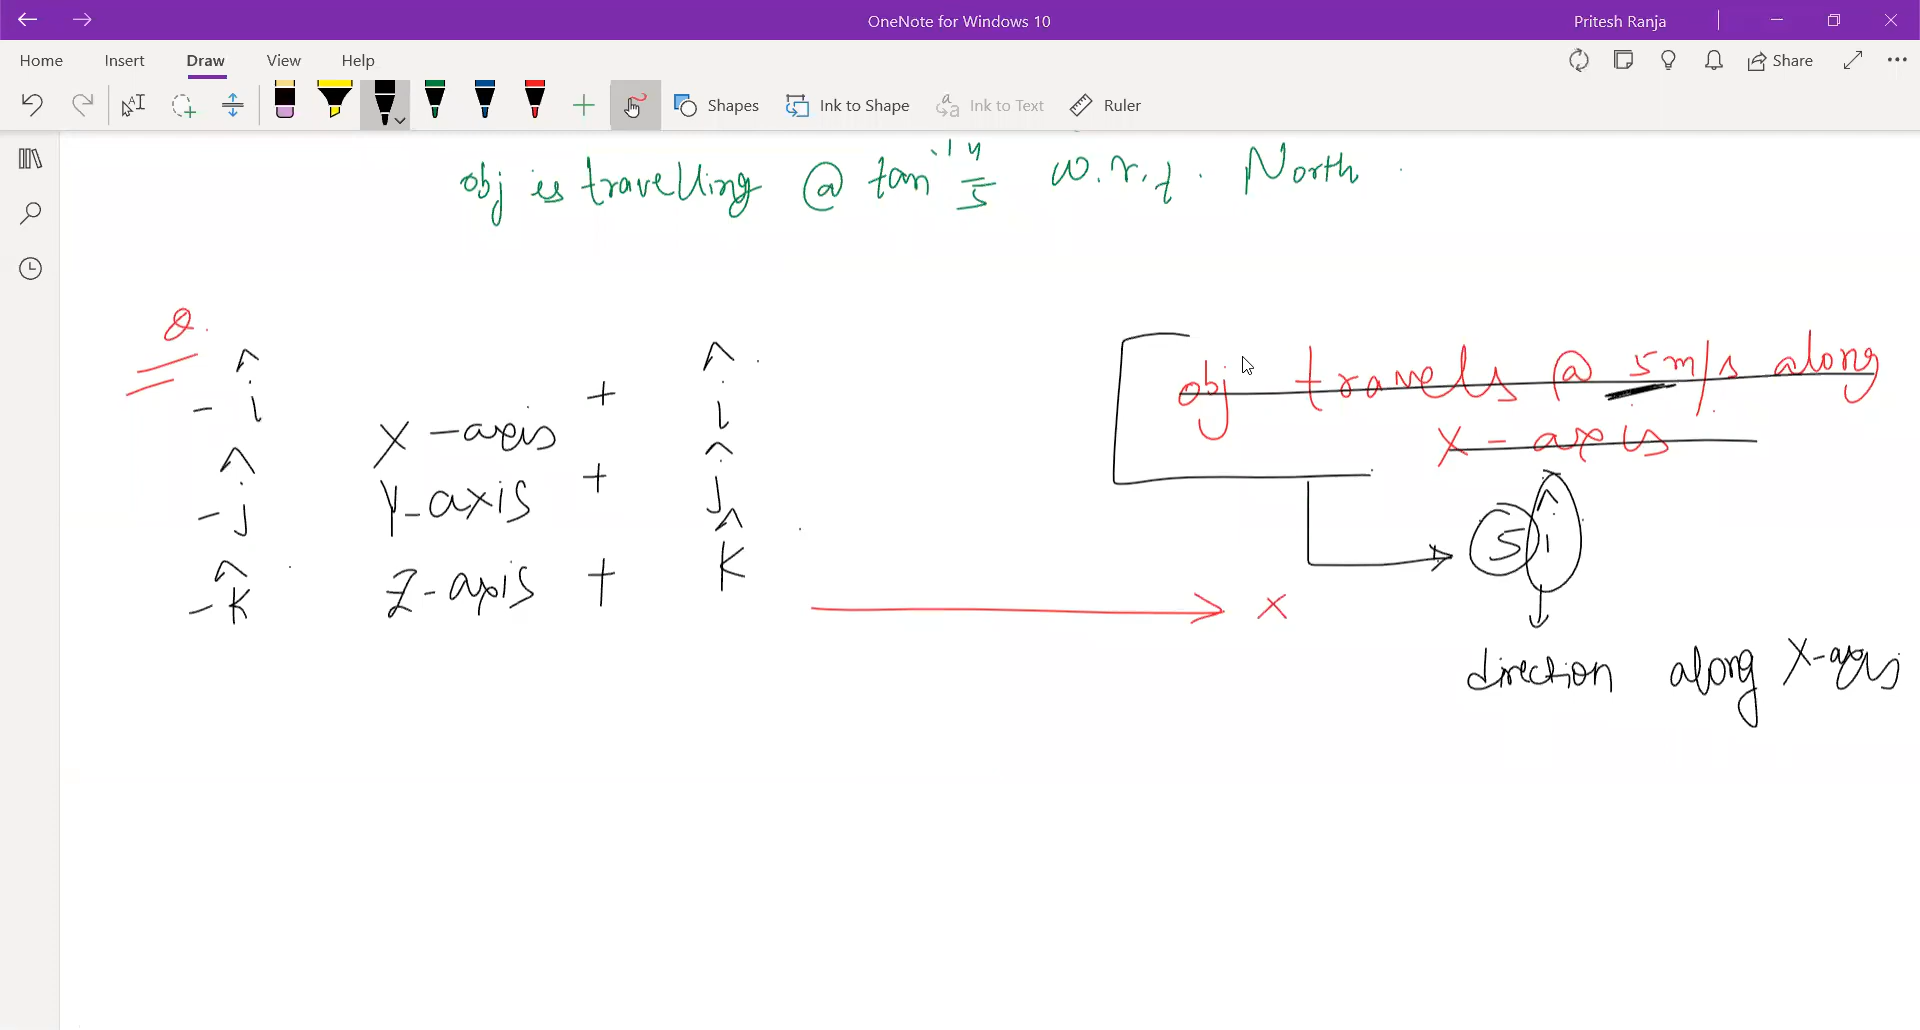 OneNote for Windows 10
Pritesh Ranja
Home Insert Draw View Help
Share
Shapes Ink to Shape Ink to Text Ruler
obj is travelling @ tan⁻¹ 4/5 w.r.t. North
Q.
- î X-axis + î
- ĵ Y-axis + ĵ
- k̂ Z-axis + k̂
X
obj travels @ 5m/s along
X-axis
5 î
direction along X-axis